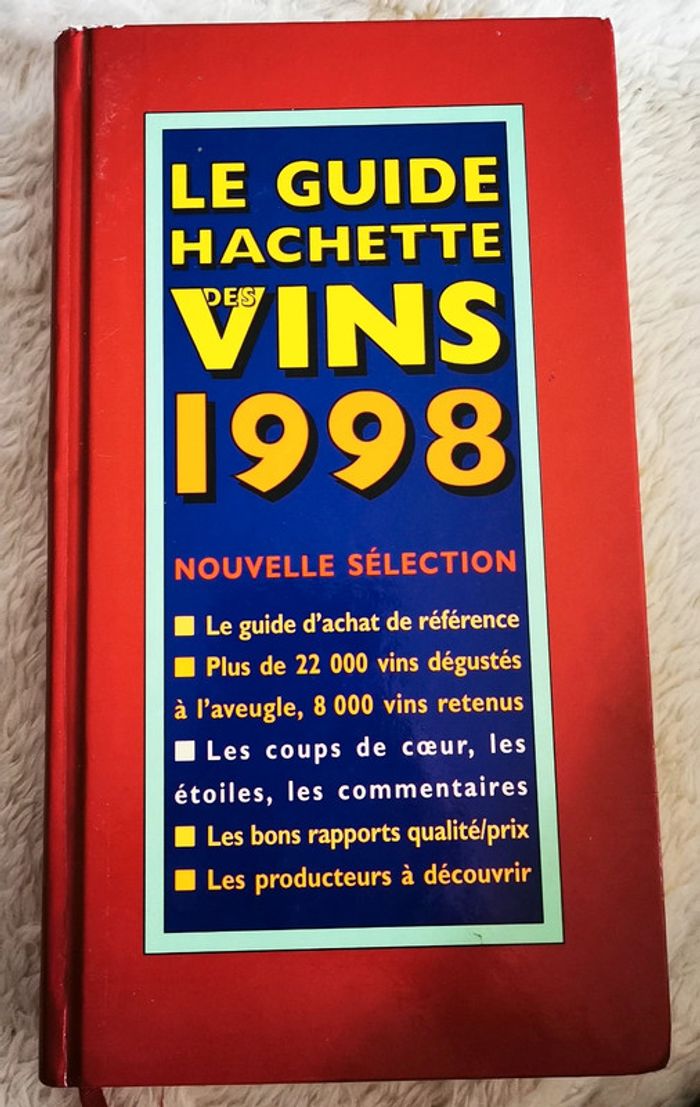 LE GUIDE
HACHETTE
DES
VINS
1998
NOUVELLE SÉLECTION
Le guide d'achat de référence
Plus de 22 000 vins dégustés
à l'aveugle, 8 000 vins retenus
Les coups de cœur, les
étoiles, les commentaires
Les bons rapports qualité/prix
Les producteurs à découvrir